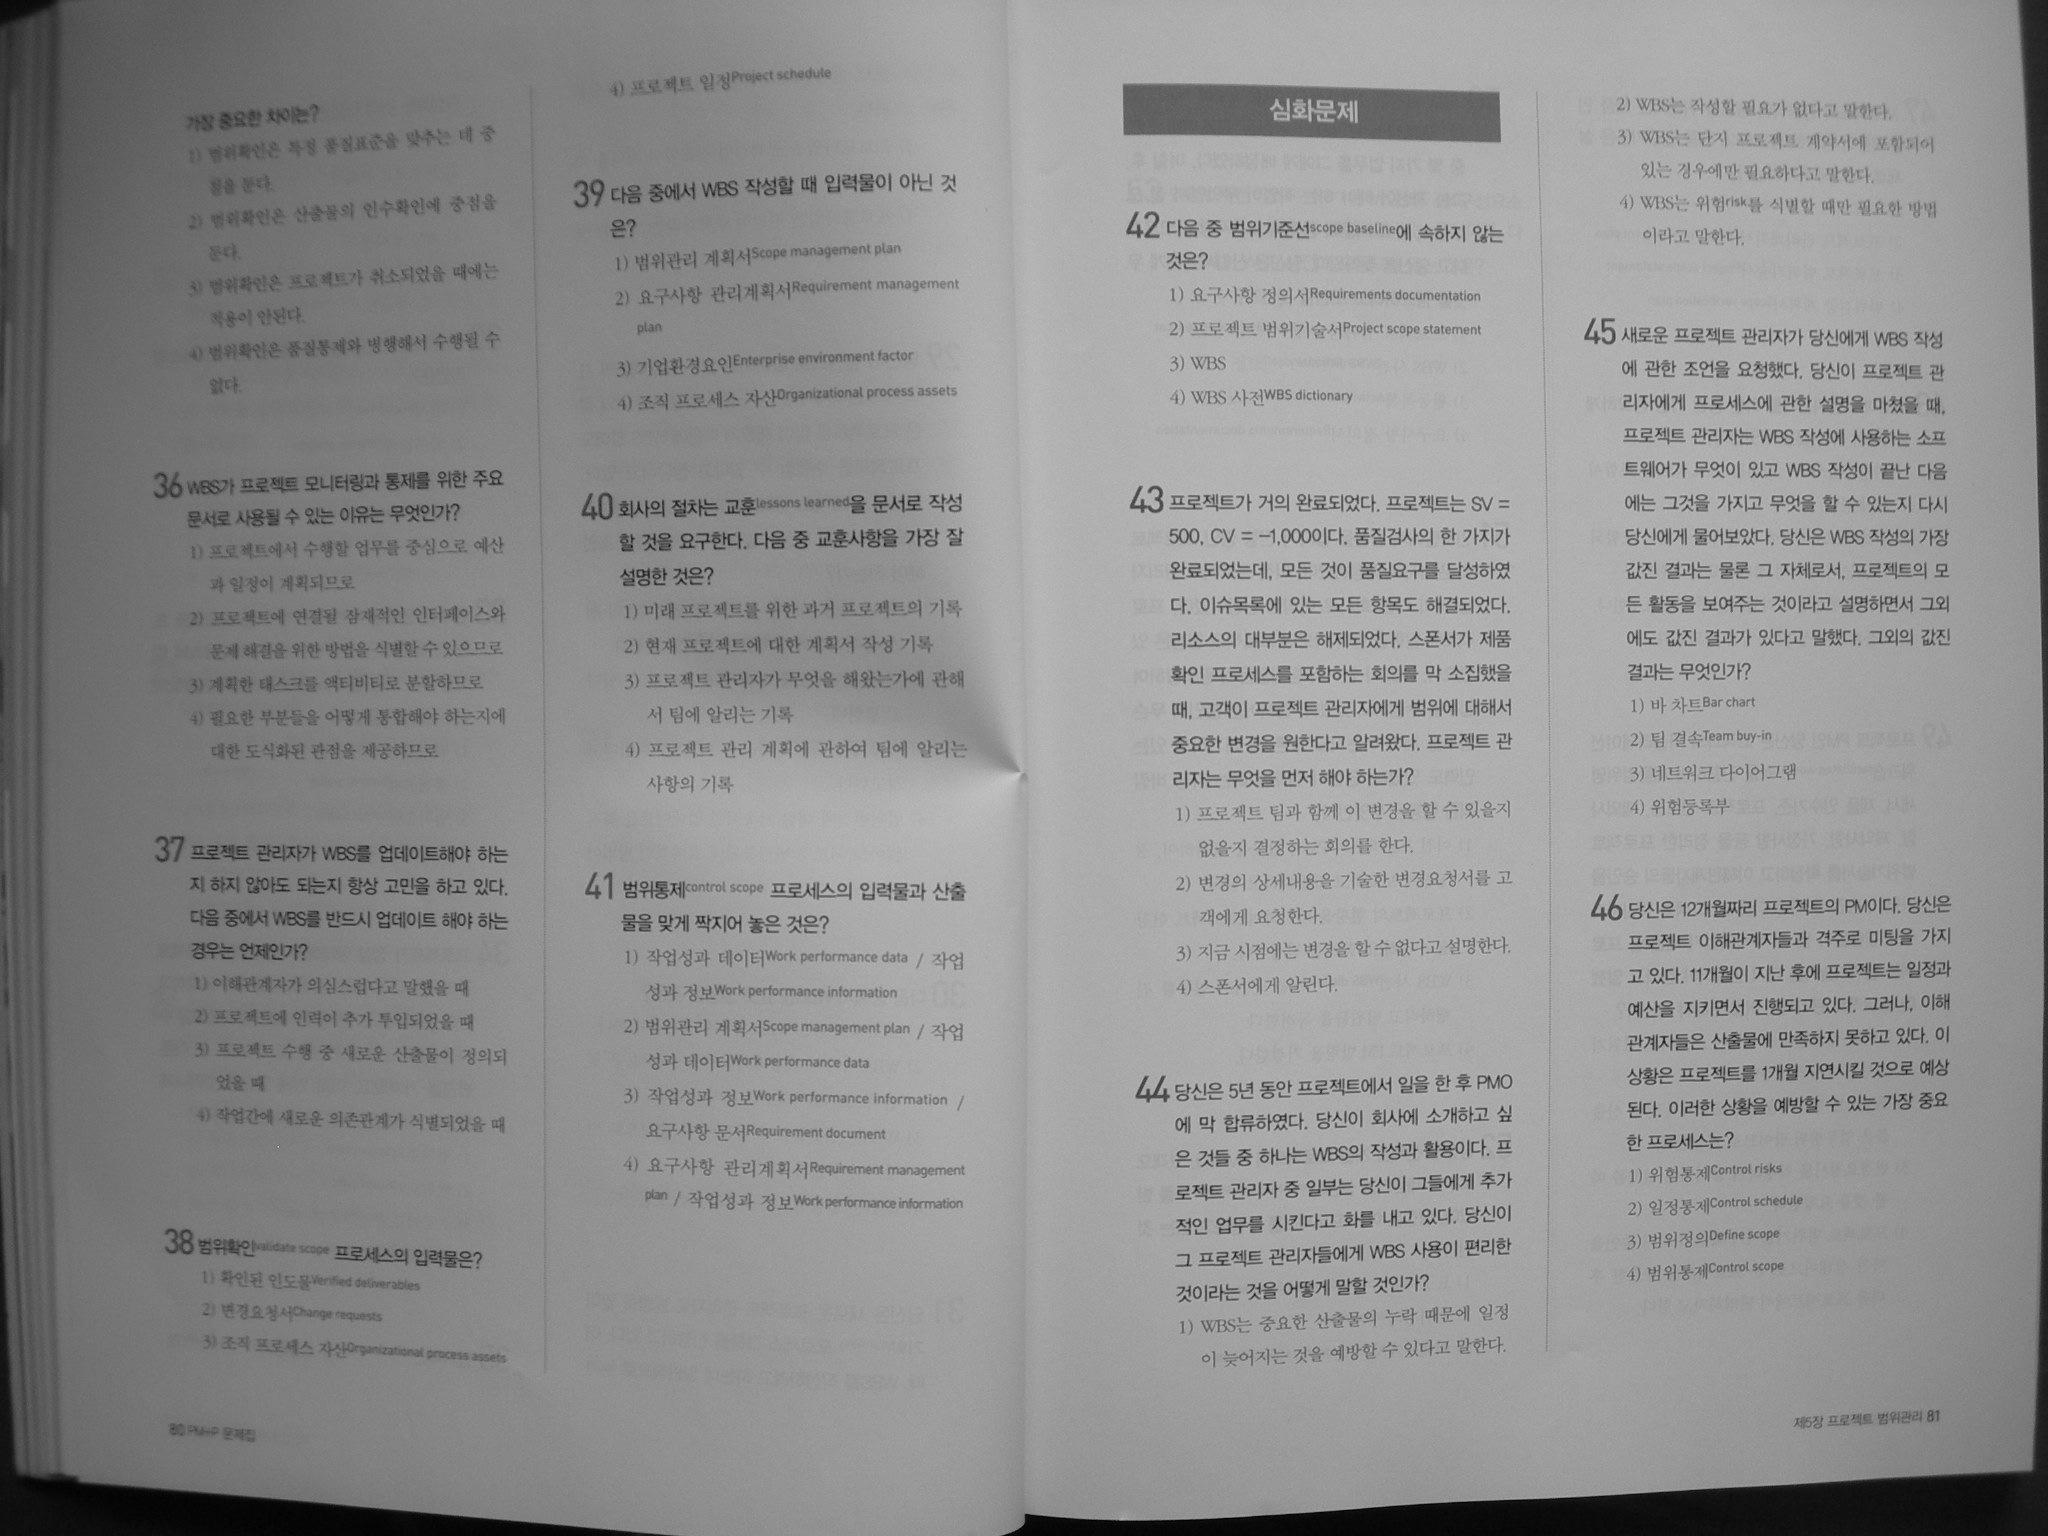 가장 중요한 차이는?
1) 범위확인은 특정 품질표준을 맞추는 데 중
점을 둔다.
2) 범위확인은 산출물의 인수확인에 중점을
둔다.
3) 범위확인은 프로젝트가 취소되었을 때에는
적용이 안된다.
4) 범위확인은 품질통제와 병행해서 수행될 수
없다.
36 WBS가 프로젝트 모니터링과 통제를 위한 주요
문서로 사용될 수 있는 이유는 무엇인가?
1) 프로젝트에서 수행할 업무를 중심으로 예산
과 일정이 계획되므로
2) 프로젝트에 연결될 잠재적인 인터페이스와
문제 해결을 위한 방법을 식별할 수 있으므로
3) 계획한 태스크를 액티비티로 분할하므로
4) 필요한 부분들을 어떻게 통합해야 하는지에
대한 도식화된 관점을 제공하므로
37 프로젝트 관리자가 WBS를 업데이트해야 하는
지 하지 않아도 되는지 항상 고민을 하고 있다.
다음 중에서 WBS를 반드시 업데이트 해야 하는
경우는 언제인가?
1) 이해관계자가 의심스럽다고 말했을 때
2) 프로젝트에 인력이 추가 투입되었을 때
3) 프로젝트 수행 중 새로운 산출물이 정의되
었을 때
4) 작업간에 새로운 의존관계가 식별되었을 때
38 범위확인validate scope 프로세스의 입력물은?
1) 확인된 인도물Verified deliverables
2) 변경요청서Change requests
3) 조직 프로세스 자산Organizational process assets
80 PM+P 문제집
4) 프로젝트 일정Project schedule
39 다음 중에서 WBS 작성할 때 입력물이 아닌 것
은?
1) 범위관리 계획서Scope management plan
2) 요구사항 관리계획서Requirement management
plan
3) 기업환경요인Enterprise environment factor
4) 조직 프로세스 자산Organizational process assets
40 회사의 절차는 교훈lessons learned을 문서로 작성
할 것을 요구한다. 다음 중 교훈사항을 가장 잘
설명한 것은?
1) 미래 프로젝트를 위한 과거 프로젝트의 기록
2) 현재 프로젝트에 대한 계획서 작성 기록
3) 프로젝트 관리자가 무엇을 해왔는가에 관해
서 팀에 알리는 기록
4) 프로젝트 관리 계획에 관하여 팀에 알리는
사항의 기록
41 범위통제control scope 프로세스의 입력물과 산출
물을 맞게 짝지어 놓은 것은?
1) 작업성과 데이터Work performance data / 작업
성과 정보Work performance information
2) 범위관리 계획서Scope management plan / 작업
성과 데이터Work performance data
3) 작업성과 정보Work performance information /
요구사항 문서Requirement document
4) 요구사항 관리계획서Requirement management
plan / 작업성과 정보Work performance information
심화문제
42 다음 중 범위기준선scope baseline에 속하지 않는
것은?
1) 요구사항 정의서Requirements documentation
2) 프로젝트 범위기술서Project scope statement
3) WBS
4) WBS 사전WBS dictionary
43 프로젝트가 거의 완료되었다. 프로젝트는 SV =
500, CV = -1,000이다. 품질검사의 한 가지가
완료되었는데, 모든 것이 품질요구를 달성하였
다. 이슈목록에 있는 모든 항목도 해결되었다.
리소스의 대부분은 해제되었다. 스폰서가 제품
확인 프로세스를 포함하는 회의를 막 소집했을
때, 고객이 프로젝트 관리자에게 범위에 대해서
중요한 변경을 원한다고 알려왔다. 프로젝트 관
리자는 무엇을 먼저 해야 하는가?
1) 프로젝트 팀과 함께 이 변경을 할 수 있을지
없을지 결정하는 회의를 한다.
2) 변경의 상세내용을 기술한 변경요청서를 고
객에게 요청한다.
3) 지금 시점에는 변경을 할 수 없다고 설명한다.
4) 스폰서에게 알린다.
44 당신은 5년 동안 프로젝트에서 일을 한 후 PMO
에 막 합류하였다. 당신이 회사에 소개하고 싶
은 것들 중 하나는 WBS의 작성과 활용이다. 프
로젝트 관리자 중 일부는 당신이 그들에게 추가
적인 업무를 시킨다고 화를 내고 있다. 당신이
그 프로젝트 관리자들에게 WBS 사용이 편리한
것이라는 것을 어떻게 말할 것인가?
1) WBS는 중요한 산출물의 누락 때문에 일정
이 늦어지는 것을 예방할 수 있다고 말한다.
2) WBS는 작성할 필요가 없다고 말한다.
3) WBS는 단지 프로젝트 계약서에 포함되어
있는 경우에만 필요하다고 말한다.
4) WBS는 위험risk를 식별할 때만 필요한 방법
이라고 말한다.
45 새로운 프로젝트 관리자가 당신에게 WBS 작성
에 관한 조언을 요청했다. 당신이 프로젝트 관
리자에게 프로세스에 관한 설명을 마쳤을 때,
프로젝트 관리자는 WBS 작성에 사용하는 소프
트웨어가 무엇이 있고 WBS 작성이 끝난 다음
에는 그것을 가지고 무엇을 할 수 있는지 다시
당신에게 물어보았다. 당신은 WBS 작성의 가장
값진 결과는 물론 그 자체로서, 프로젝트의 모
든 활동을 보여주는 것이라고 설명하면서 그외
에도 값진 결과가 있다고 말했다. 그외의 값진
결과는 무엇인가?
1) 바 차트Bar chart
2) 팀 결속Team buy-in
3) 네트워크 다이어그램
4) 위험등록부
46 당신은 12개월짜리 프로젝트의 PM이다. 당신은
프로젝트 이해관계자들과 격주로 미팅을 가지
고 있다. 11개월이 지난 후에 프로젝트는 일정과
예산을 지키면서 진행되고 있다. 그러나, 이해
관계자들은 산출물에 만족하지 못하고 있다. 이
상황은 프로젝트를 1개월 지연시킬 것으로 예상
된다. 이러한 상황을 예방할 수 있는 가장 중요
한 프로세스는?
1) 위험통제Control risks
2) 일정통제Control schedule
3) 범위정의Define scope
4) 범위통제Control scope
제5장 프로젝트 범위관리 81